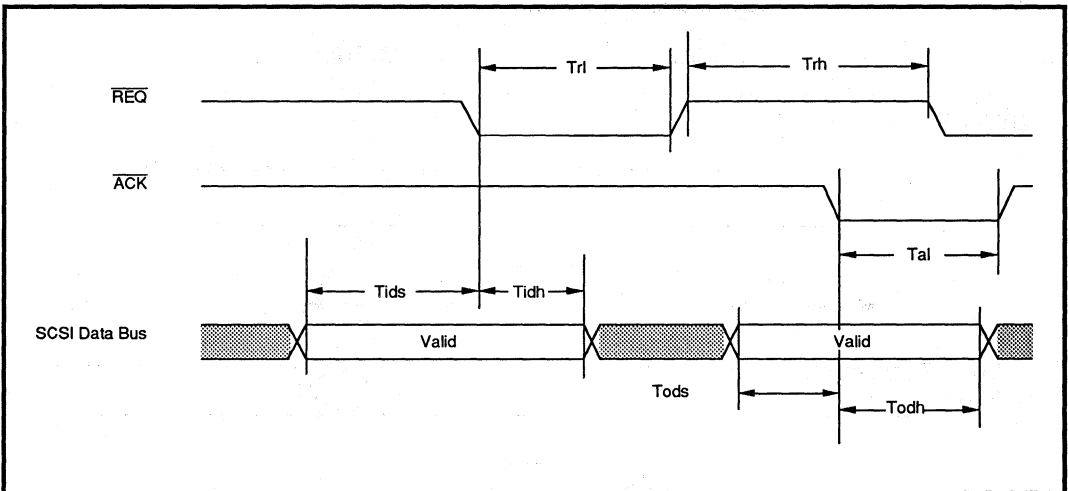 Trl
Trh
REQ
ACK
Tal
Tids
Tidh
SCSI Data Bus
Valid
Valid
Tods
Todh